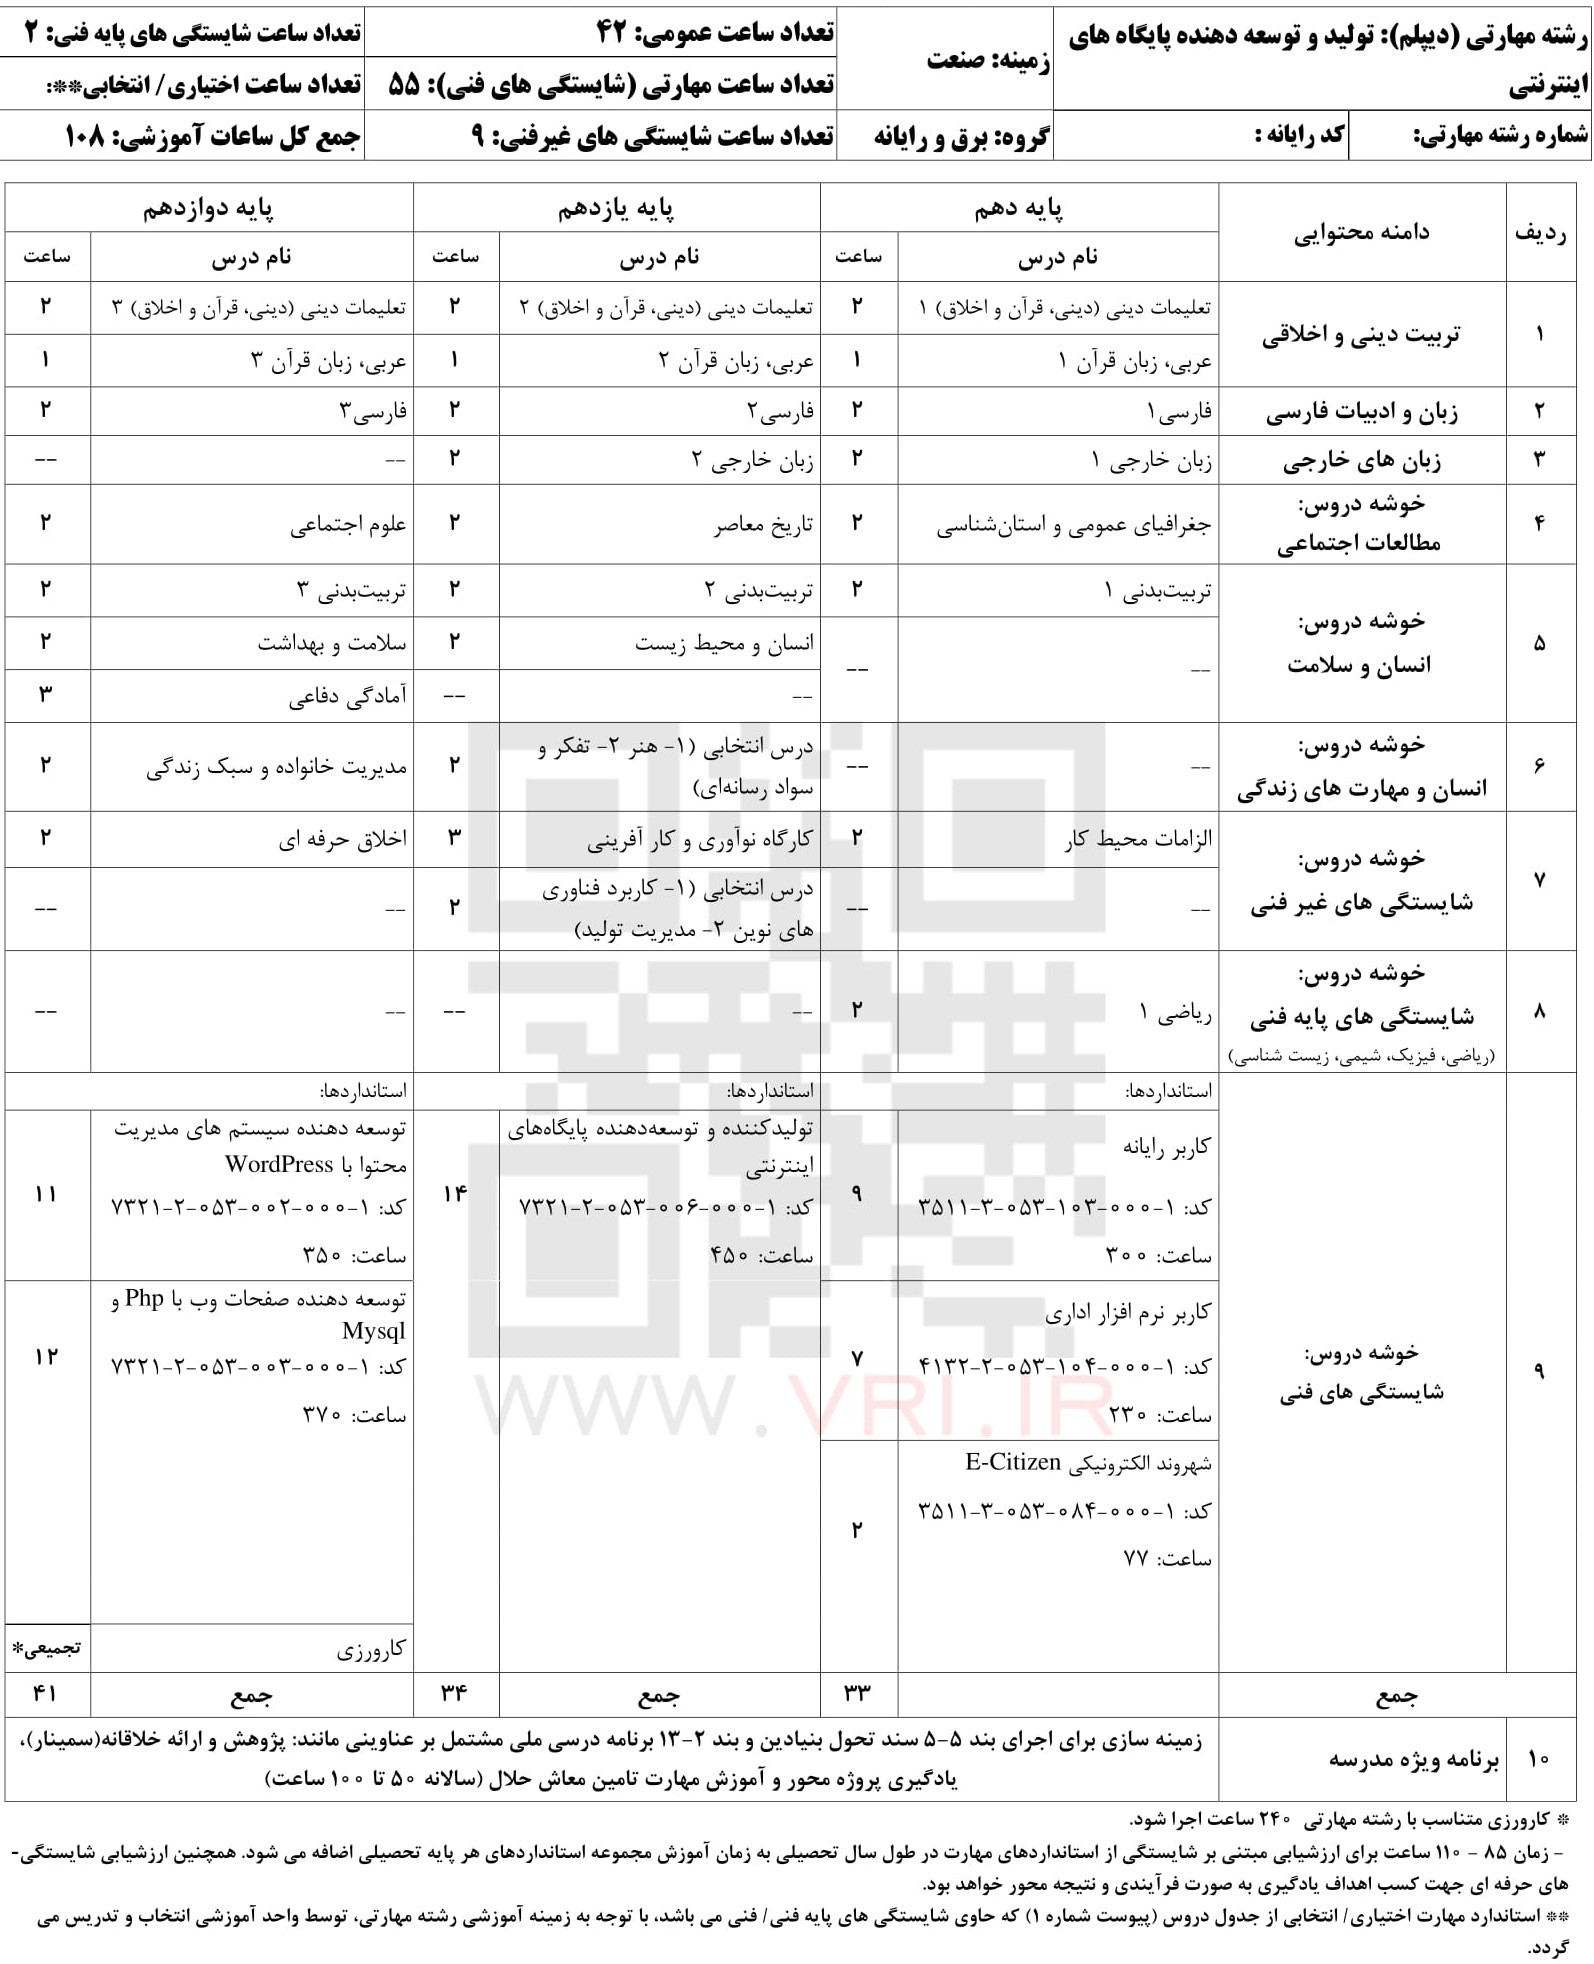 رشته مهارتی (دیپلم): تولید و توسعه دهنده پایگاه های
اینترنتی
زمینه: صنعت
تعداد ساعت عمومی: ۴۲
تعداد ساعت شایستگی های پایه فنی: ۲
تعداد ساعت مهارتی (شایستگی های فنی): ۵۵
تعداد ساعت اختیاری/ انتخابی**:
شماره رشته مهارتی:
کد رایانه :
گروه: برق و رایانه
تعداد ساعت شایستگی های غیرفنی: ۹
جمع کل ساعات آموزشی: ۱۰۸
ردیف
دامنه محتوایی
پایه دهم
پایه یازدهم
پایه دوازدهم
نام درس
ساعت
نام درس
ساعت
نام درس
ساعت
۱
تربیت دینی و اخلاقی
تعلیمات دینی (دینی، قرآن و اخلاق) ۱
۲
تعلیمات دینی (دینی، قرآن و اخلاق) ۲
۲
تعلیمات دینی (دینی، قرآن و اخلاق) ۳
۲
عربی، زبان قرآن ۱
۱
عربی، زبان قرآن ۲
۱
عربی، زبان قرآن ۳
۱
۲
زبان و ادبیات فارسی
فارسی۱
۲
فارسی۲
۲
فارسی۳
۲
۳
زبان های خارجی
زبان خارجی ۱
۲
زبان خارجی ۲
۲
--
--
۴
خوشه دروس:
مطالعات اجتماعی
جغرافیای عمومی و استان‌شناسی
۲
تاریخ معاصر
۲
علوم اجتماعی
۲
۵
خوشه دروس:
انسان و سلامت
تربیت‌بدنی ۱
۲
تربیت‌بدنی ۲
۲
تربیت‌بدنی ۳
۲
--
--
انسان و محیط زیست
۲
سلامت و بهداشت
۲
--
--
آمادگی دفاعی
۳
۶
خوشه دروس:
انسان و مهارت های زندگی
--
--
درس انتخابی (۱- هنر ۲- تفکر و
سواد رسانه‌ای)
۲
مدیریت خانواده و سبک زندگی
۲
۷
خوشه دروس:
شایستگی های غیر فنی
الزامات محیط کار
۲
کارگاه نوآوری و کار آفرینی
۳
اخلاق حرفه ای
۲
--
--
درس انتخابی (۱- کاربرد فناوری
های نوین ۲- مدیریت تولید)
۲
--
--
۸
خوشه دروس:
شایستگی های پایه فنی
(ریاضی، فیزیک، شیمی، زیست شناسی)
ریاضی ۱
۲
--
--
--
--
۹
خوشه دروس:
شایستگی های فنی
استانداردها:
کاربر رایانه
کد: ۱-۰۰۰-۱۰۳-۰۵۳-۳-۳۵۱۱
ساعت: ۳۰۰
۹
کاربر نرم افزار اداری
کد: ۱-۰۰۰-۱۰۴-۰۵۳-۲-۴۱۳۲
ساعت: ۲۳۰
۷
شهروند الکترونیکی E-Citizen
کد: ۱-۰۰۰-۰۸۴-۰۵۳-۳-۳۵۱۱
ساعت: ۷۷
۲
استانداردها:
تولیدکننده و توسعه‌دهنده پایگاه‌های
اینترنتی
کد: ۱-۰۰۰-۰۰۶-۰۵۳-۲-۷۳۲۱
ساعت: ۴۵۰
۱۴
استانداردها:
توسعه دهنده سیستم های مدیریت
محتوا با WordPress
کد: ۱-۰۰۰-۰۰۲-۰۵۳-۲-۷۳۲۱
ساعت: ۳۵۰
۱۱
توسعه دهنده صفحات وب با Php و
Mysql
کد: ۱-۰۰۰-۰۰۳-۰۵۳-۲-۷۳۲۱
ساعت: ۳۷۰
۱۲
کارورزی
تجمیعی*
WWW.VRI.IR
جمع
۳۳
جمع
۳۴
جمع
۴۱
۱۰
برنامه ویژه مدرسه
زمینه سازی برای اجرای بند ۵-۵ سند تحول بنیادین و بند ۲-۱۳ برنامه درسی ملی مشتمل بر عناوینی مانند: پژوهش و ارائه خلاقانه(سمینار)،
یادگیری پروژه محور و آموزش مهارت تامین معاش حلال (سالانه ۵۰ تا ۱۰۰ ساعت)
* کارورزی متناسب با رشته مهارتی ۲۴۰ ساعت اجرا شود.
- زمان ۸۵ - ۱۱۰ ساعت برای ارزشیابی مبتنی بر شایستگی از استانداردهای مهارت در طول سال تحصیلی به زمان آموزش مجموعه استانداردهای هر پایه تحصیلی اضافه می شود. همچنین ارزشیابی شایستگی-
های حرفه ای جهت کسب اهداف یادگیری به صورت فرآیندی و نتیجه محور خواهد بود.
** استاندارد مهارت اختیاری/ انتخابی از جدول دروس (پیوست شماره ۱) که حاوی شایستگی های پایه فنی/ فنی می باشد، با توجه به زمینه آموزشی رشته مهارتی، توسط واحد آموزشی انتخاب و تدریس می
گردد.